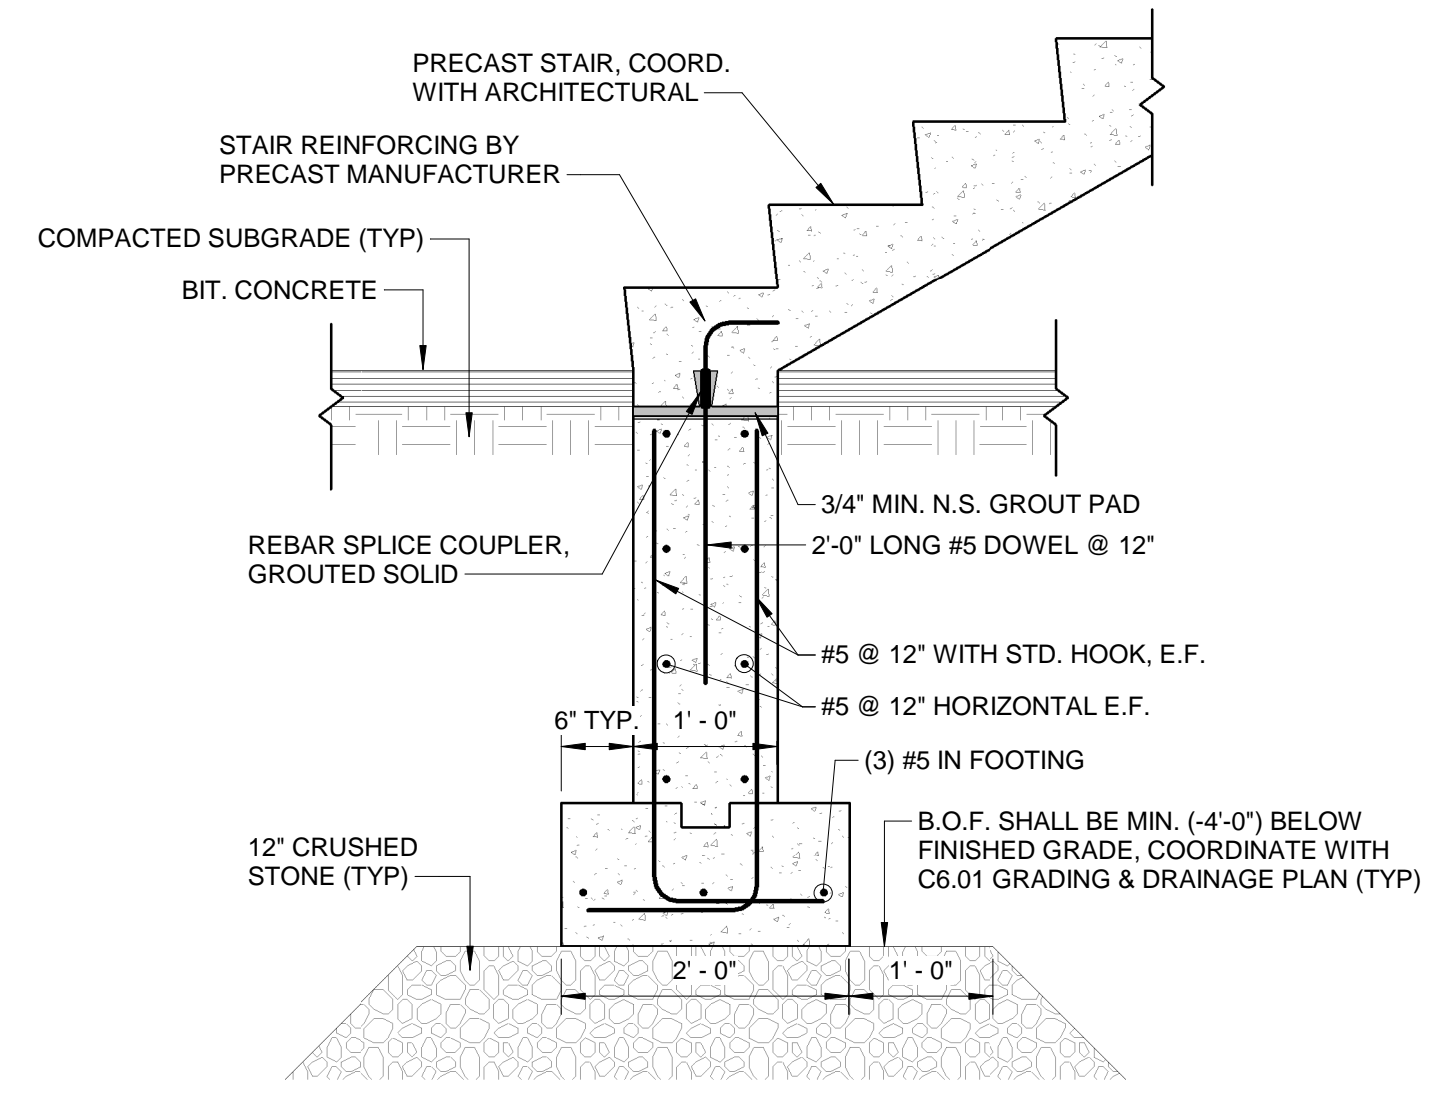 PRECAST STAIR, COORD.
WITH ARCHITECTURAL
STAIR REINFORCING BY
PRECAST MANUFACTURER
COMPACTED SUBGRADE (TYP)
BIT. CONCRETE
3/4" MIN. N.S. GROUT PAD
REBAR SPLICE COUPLER,
GROUTED SOLID
2'-0" LONG #5 DOWEL @ 12"
#5 @ 12" WITH STD. HOOK, E.F.
#5 @ 12" HORIZONTAL E.F.
6" TYP.
1' - 0"
(3) #5 IN FOOTING
12" CRUSHED
STONE (TYP)
B.O.F. SHALL BE MIN. (-4'-0") BELOW
FINISHED GRADE, COORDINATE WITH
C6.01 GRADING & DRAINAGE PLAN (TYP)
2' - 0"
1' - 0"